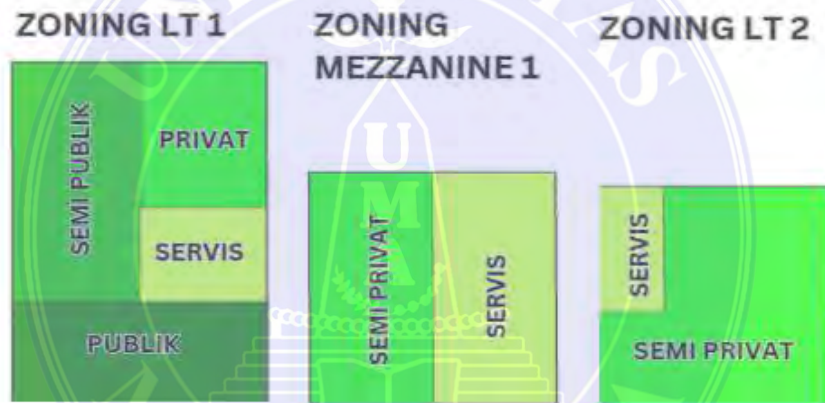 ZONING LT 1
SEMI PUBLIK
PRIVAT
SERVIS
PUBLIK
ZONING
MEZZANINE 1
SEMI PRIVAT
SERVIS
ZONING LT 2
SERVIS
SEMI PRIVAT
UMA